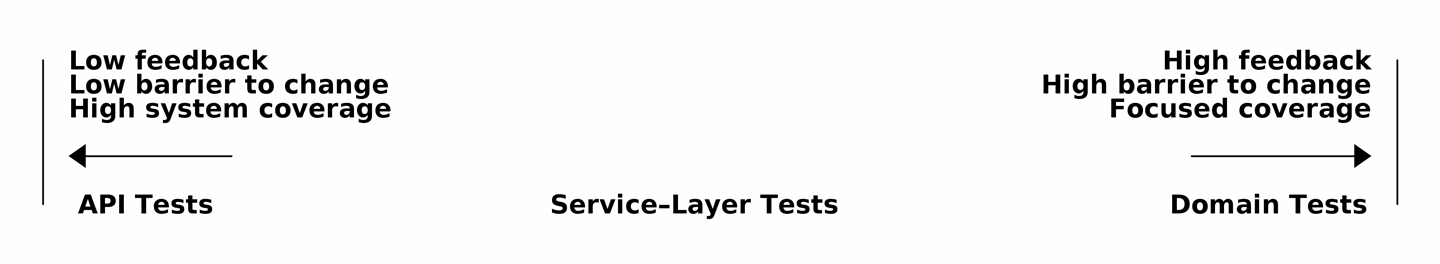 Low feedback
Low barrier to change
High system coverage
High feedback
High barrier to change
Focused coverage
API Tests
Service–Layer Tests
Domain Tests